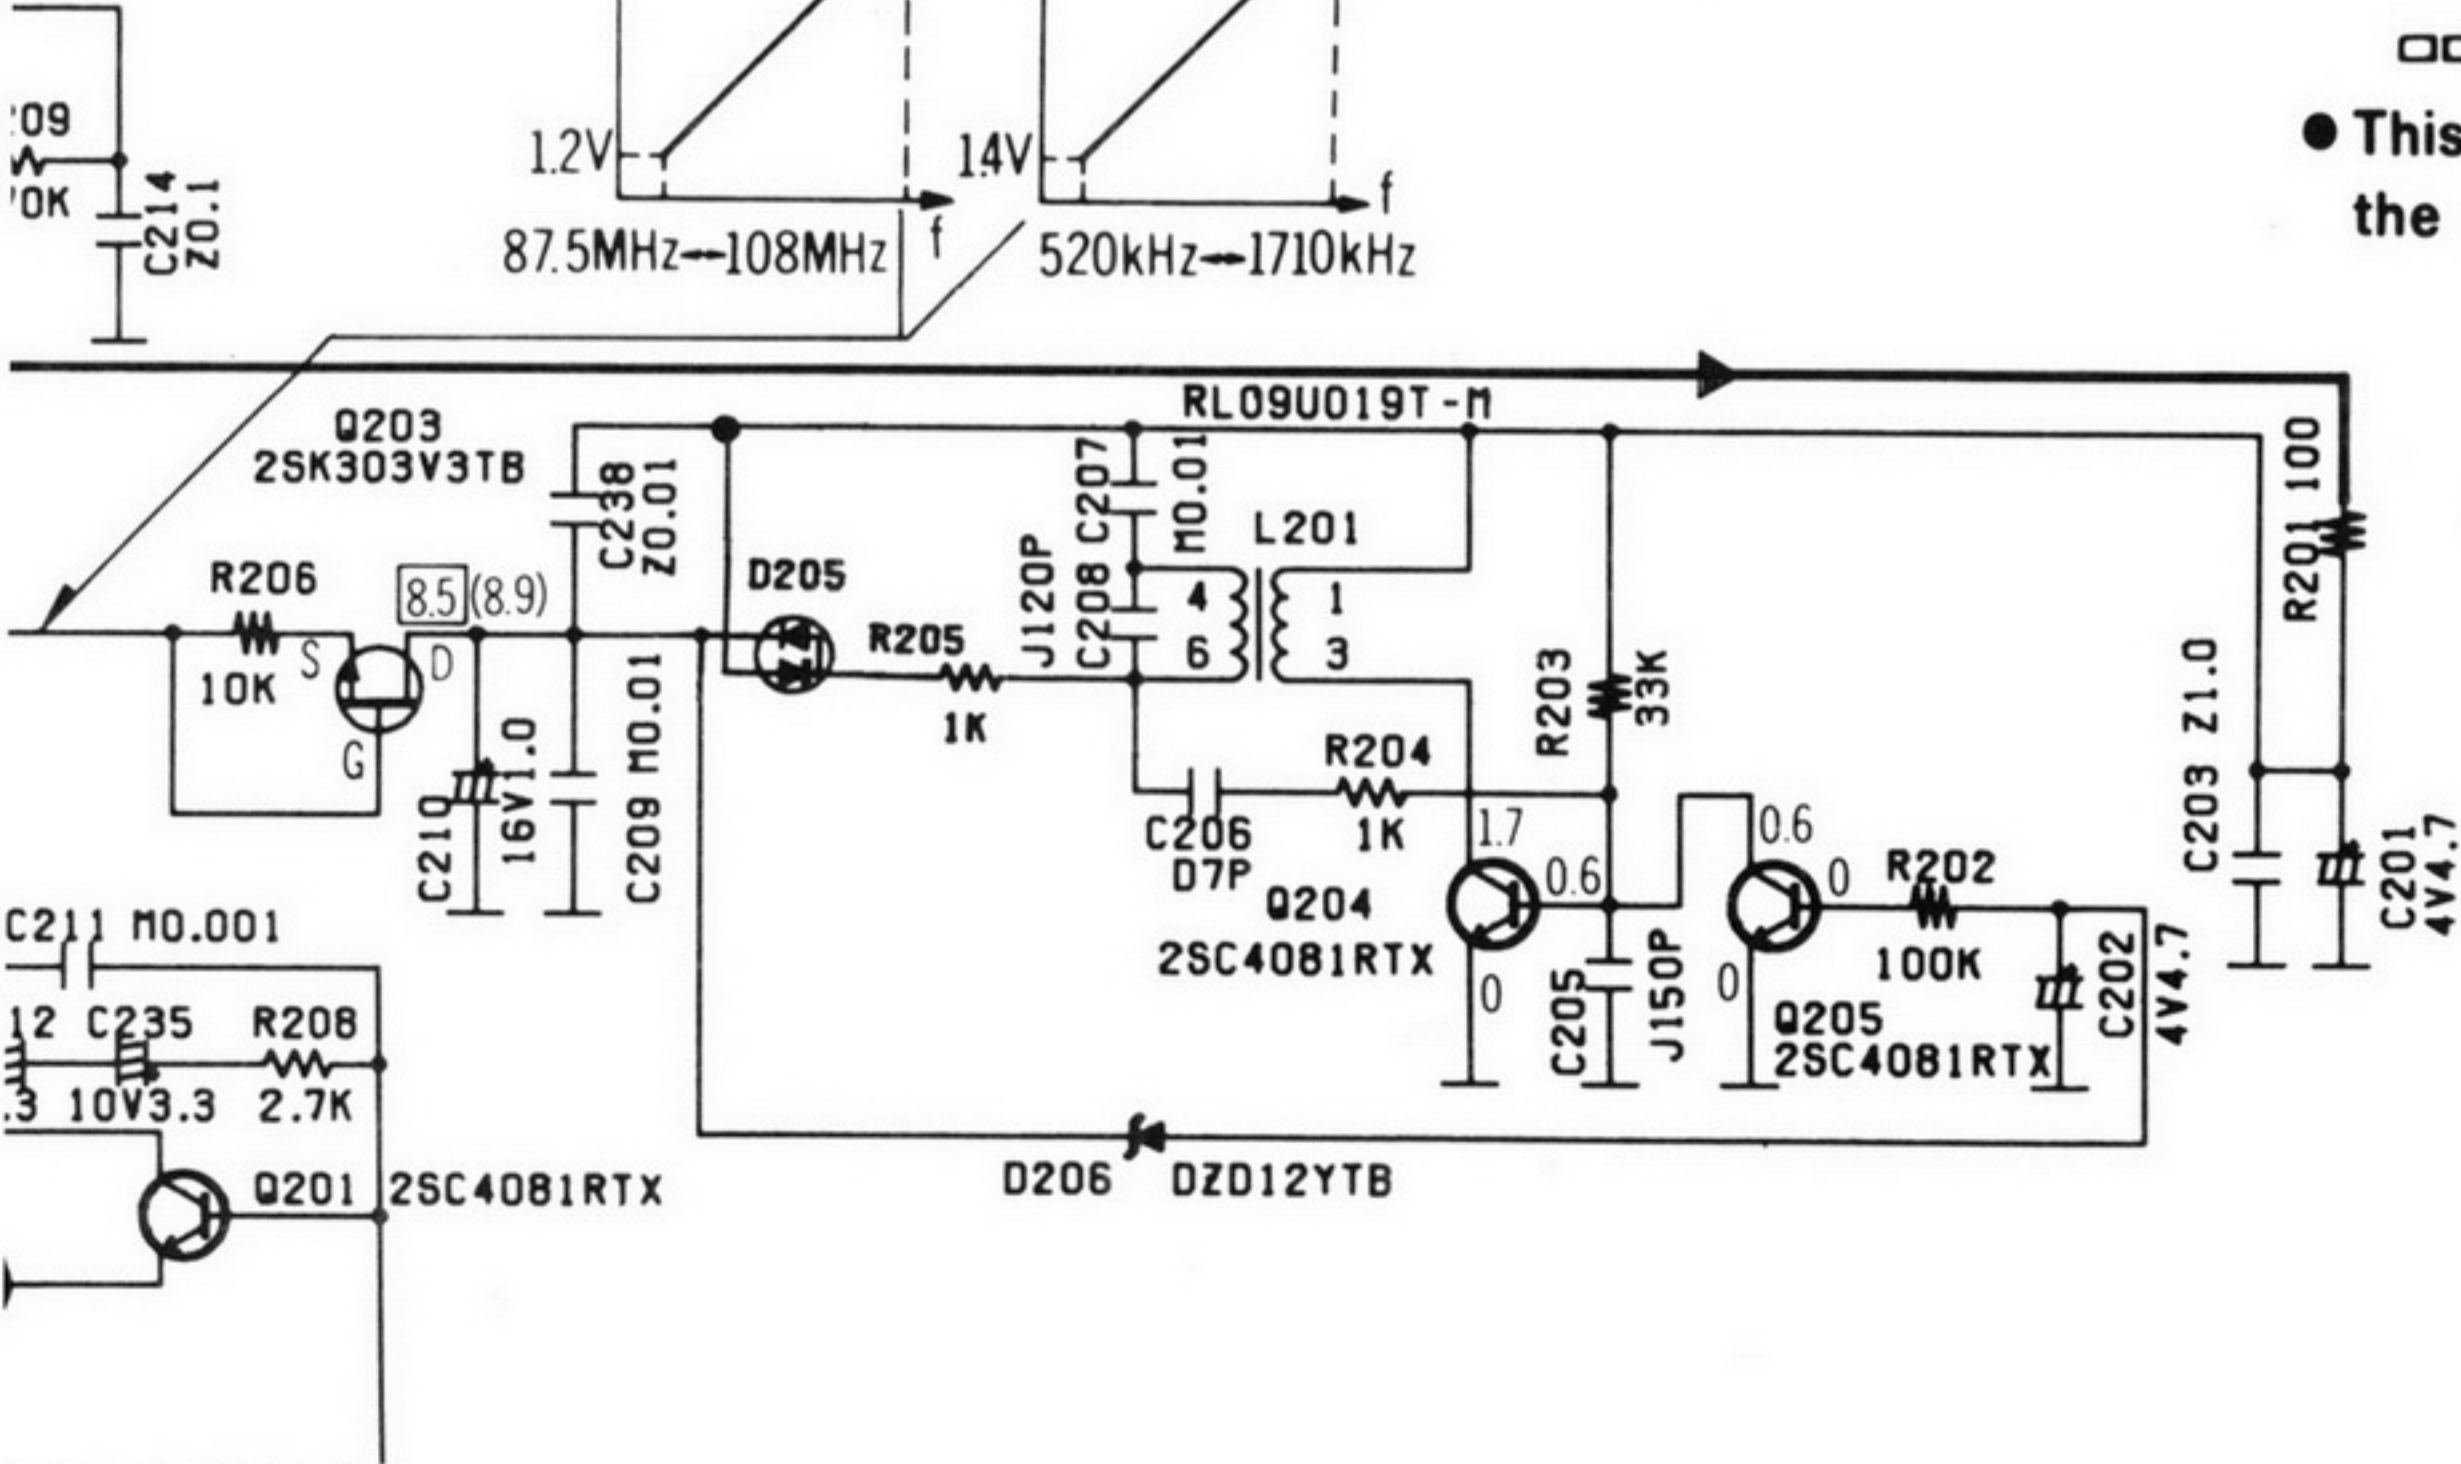 This
the
1.2V
1.4V
f
f
87.5MHz↔108MHz
520kHz↔1710kHz
C214
Z0.1
RL09U019T-M
Q203
2SK303V3TB
C238
Z0.01
C207
M0.01
R201 100
L201
R206
10K
8.5 (8.9)
S
D
G
D205
R205
1K
J120P
C208
4
1
6
3
R203
33K
C203 Z1.0
C210
16V1.0
C209 M0.01
R204
1K
C206
D7P
1.7
0.6
0.6
0
R202
100K
Q204
2SC4081RTX
0
C205
J150P
0
Q205
2SC4081RTX
C202
4V4.7
C201
4V4.7
C211 M0.001
C235
R208
10V3.3
2.7K
Q201
2SC4081RTX
D206
DZD12YTB